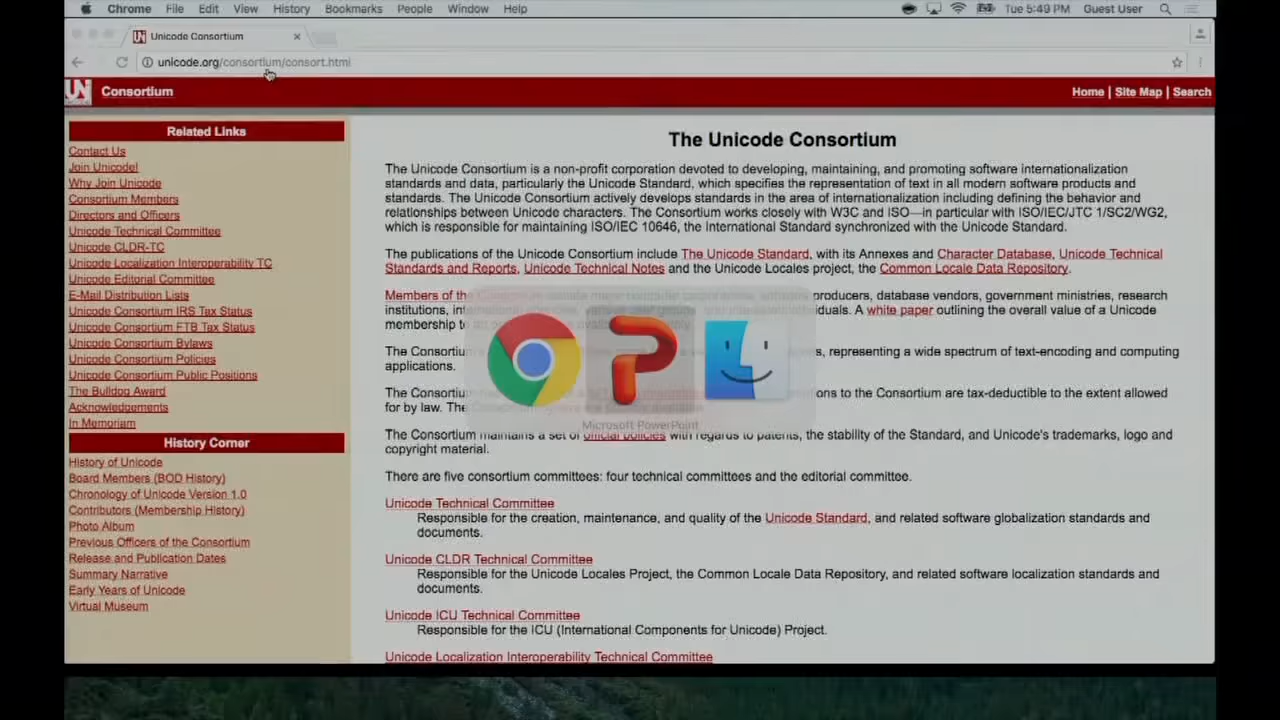 Chrome File Edit View History Bookmarks People Window Help Tue 5:49 PM Guest User
Unicode Consortium
unicode.org/consortium/consort.html
UN Consortium Home | Site Map | Search
Related Links
Contact Us
Join Unicode!
Why Join Unicode
Consortium Members
Directors and Officers
Unicode Technical Committee
Unicode CLDR-TC
Unicode Localization Interoperability TC
Unicode Editorial Committee
E-Mail Distribution Lists
Unicode Consortium IRS Tax Status
Unicode Consortium FTB Tax Status
Unicode Consortium Bylaws
Unicode Consortium Policies
Unicode Consortium Public Positions
The Bulldog Award
Acknowledgements
In Memoriam
History Corner
History of Unicode
Board Members (BOD History)
Chronology of Unicode Version 1.0
Contributors (Membership History)
Photo Album
Previous Officers of the Consortium
Release and Publication Dates
Summary Narrative
Early Years of Unicode
Virtual Museum
The Unicode Consortium
The Unicode Consortium is a non-profit corporation devoted to developing, maintaining, and promoting software internationalization
standards and data, particularly the Unicode Standard, which specifies the representation of text in all modern software products and
standards. The Unicode Consortium actively develops standards in the area of internationalization including defining the behavior and
relationships between Unicode characters. The Consortium works closely with W3C and ISO—in particular with ISO/IEC/JTC 1/SC2/WG2,
which is responsible for maintaining ISO/IEC 10646, the International Standard synchronized with the Unicode Standard.
The publications of the Unicode Consortium include The Unicode Standard, with its Annexes and Character Database, Unicode Technical
Standards and Reports, Unicode Technical Notes and the Unicode Locales project, the Common Locale Data Repository.
Members of the producers, database vendors, government ministries, research
institutions, A white paper outlining the overall value of a Unicode
membership
The representing a wide spectrum of text-encoding and computing
applications.
The to the Consortium are tax-deductible to the extent allowed
for by law. The
Microsoft PowerPoint
The Consortium maintains a set of official policies with regards to patents, the stability of the Standard, and Unicode's trademarks, logo and
copyright material.
There are five consortium committees: four technical committees and the editorial committee.
Unicode Technical Committee
Responsible for the creation, maintenance, and quality of the Unicode Standard, and related software globalization standards and
documents.
Unicode CLDR Technical Committee
Responsible for the Unicode Locales Project, the Common Locale Data Repository, and related software localization standards and
documents.
Unicode ICU Technical Committee
Responsible for the ICU (International Components for Unicode) Project.
Unicode Localization Interoperability Technical Committee